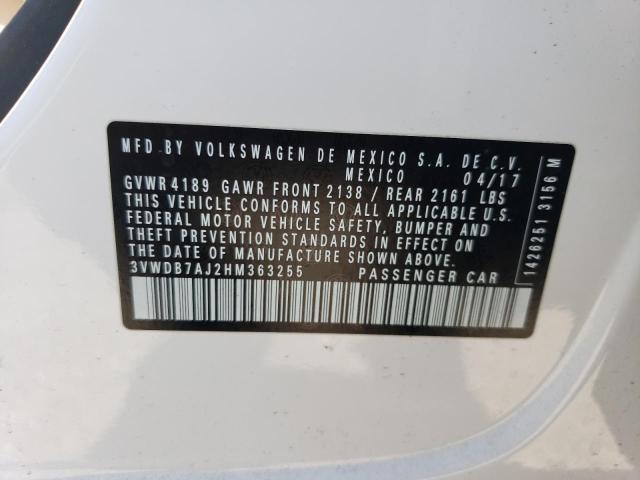 MFD. BY VOLKSWAGEN DE MEXICO S.A. DE C.V.
MEXICO 04/17
GVWR 4189 GAWR FRONT 2138 / REAR 2161 LBS
THIS VEHICLE CONFORMS TO ALL APPLICABLE U.S.
FEDERAL MOTOR VEHICLE SAFETY, BUMPER AND
THEFT PREVENTION STANDARDS IN EFFECT ON
THE DATE OF MANUFACTURE SHOWN ABOVE.
3VWDB7AJ2HM363255 PASSENGER CAR
1426251 3156 M